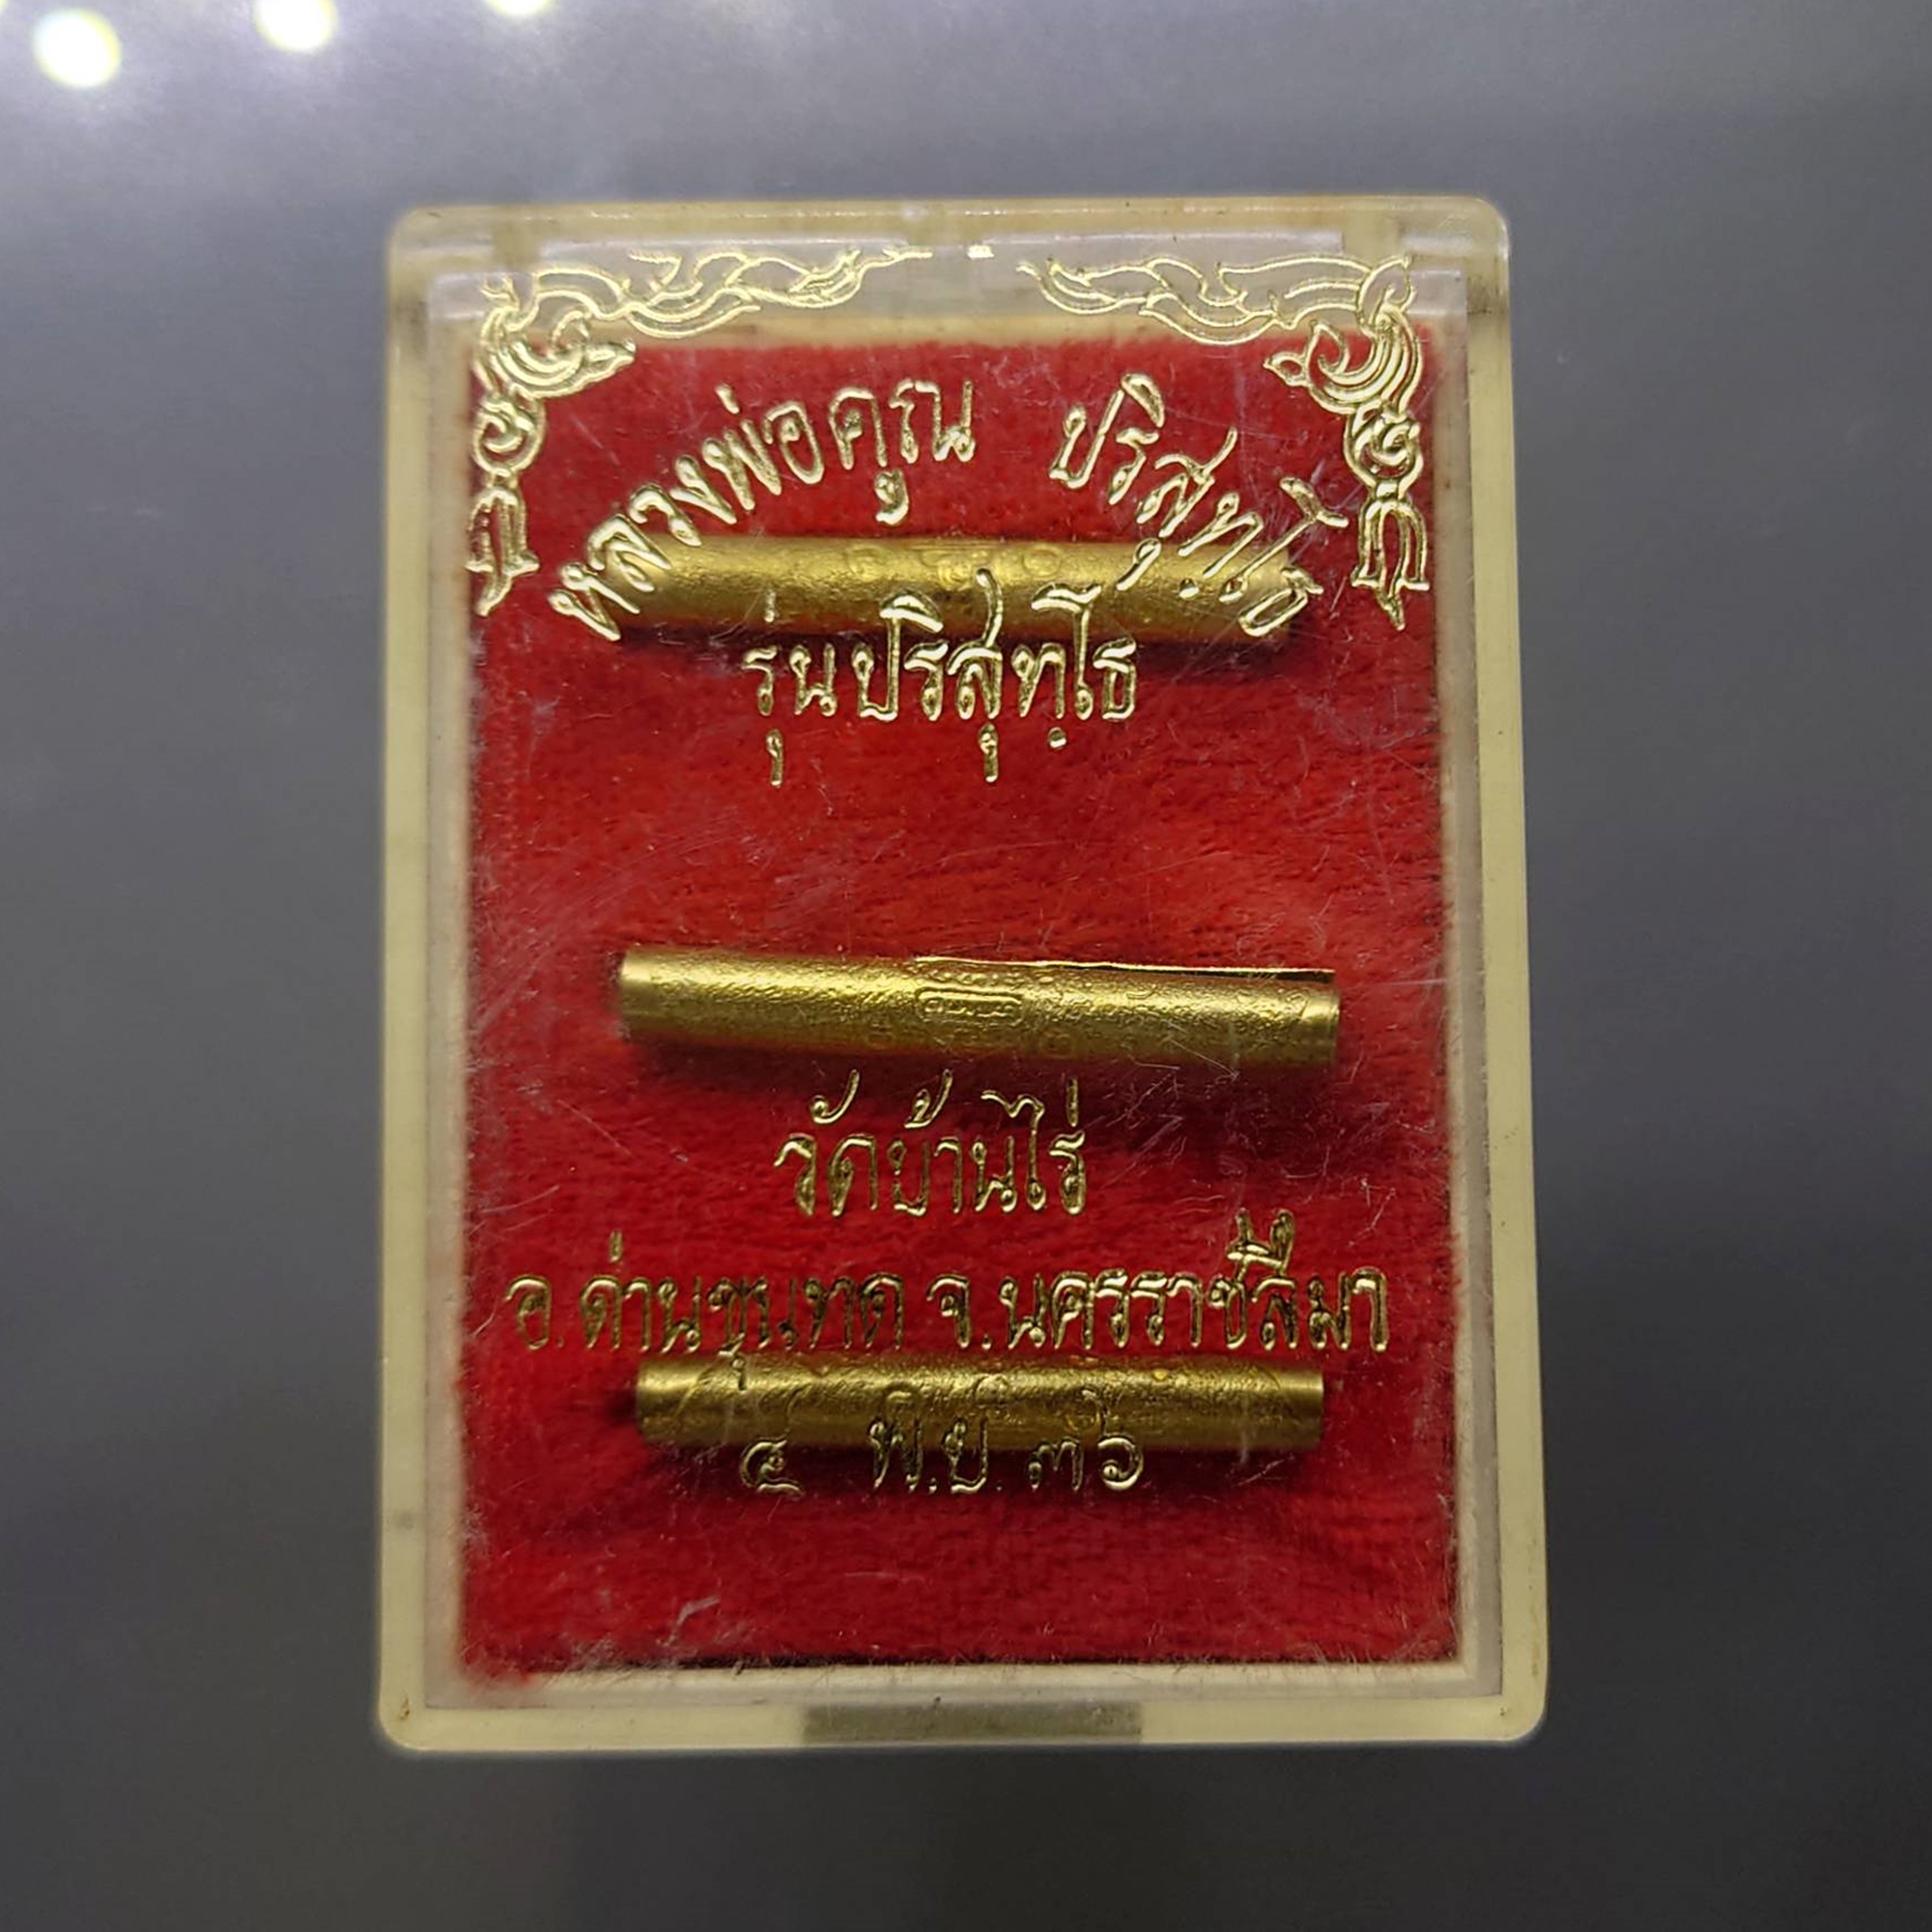 หลวงพ่อคูณ ปริสุทฺโธ
รุ่นปริสุทฺโธ
วัดบ้านไร่
อ.ด่านขุนทด จ.นครราชสีมา
๔ พ.ย. ๓๖